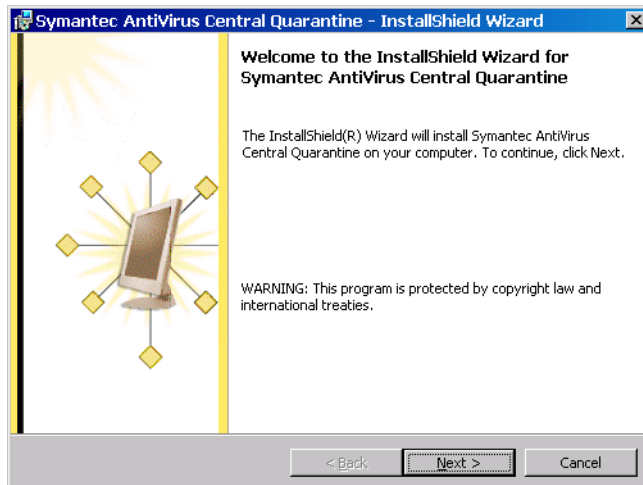 Symantec AntiVirus Central Quarantine - InstallShield Wizard
Welcome to the InstallShield Wizard for
Symantec AntiVirus Central Quarantine
The InstallShield(R) Wizard will install Symantec AntiVirus
Central Quarantine on your computer. To continue, click Next.
WARNING: This program is protected by copyright law and
international treaties.
< Back
Next >
Cancel